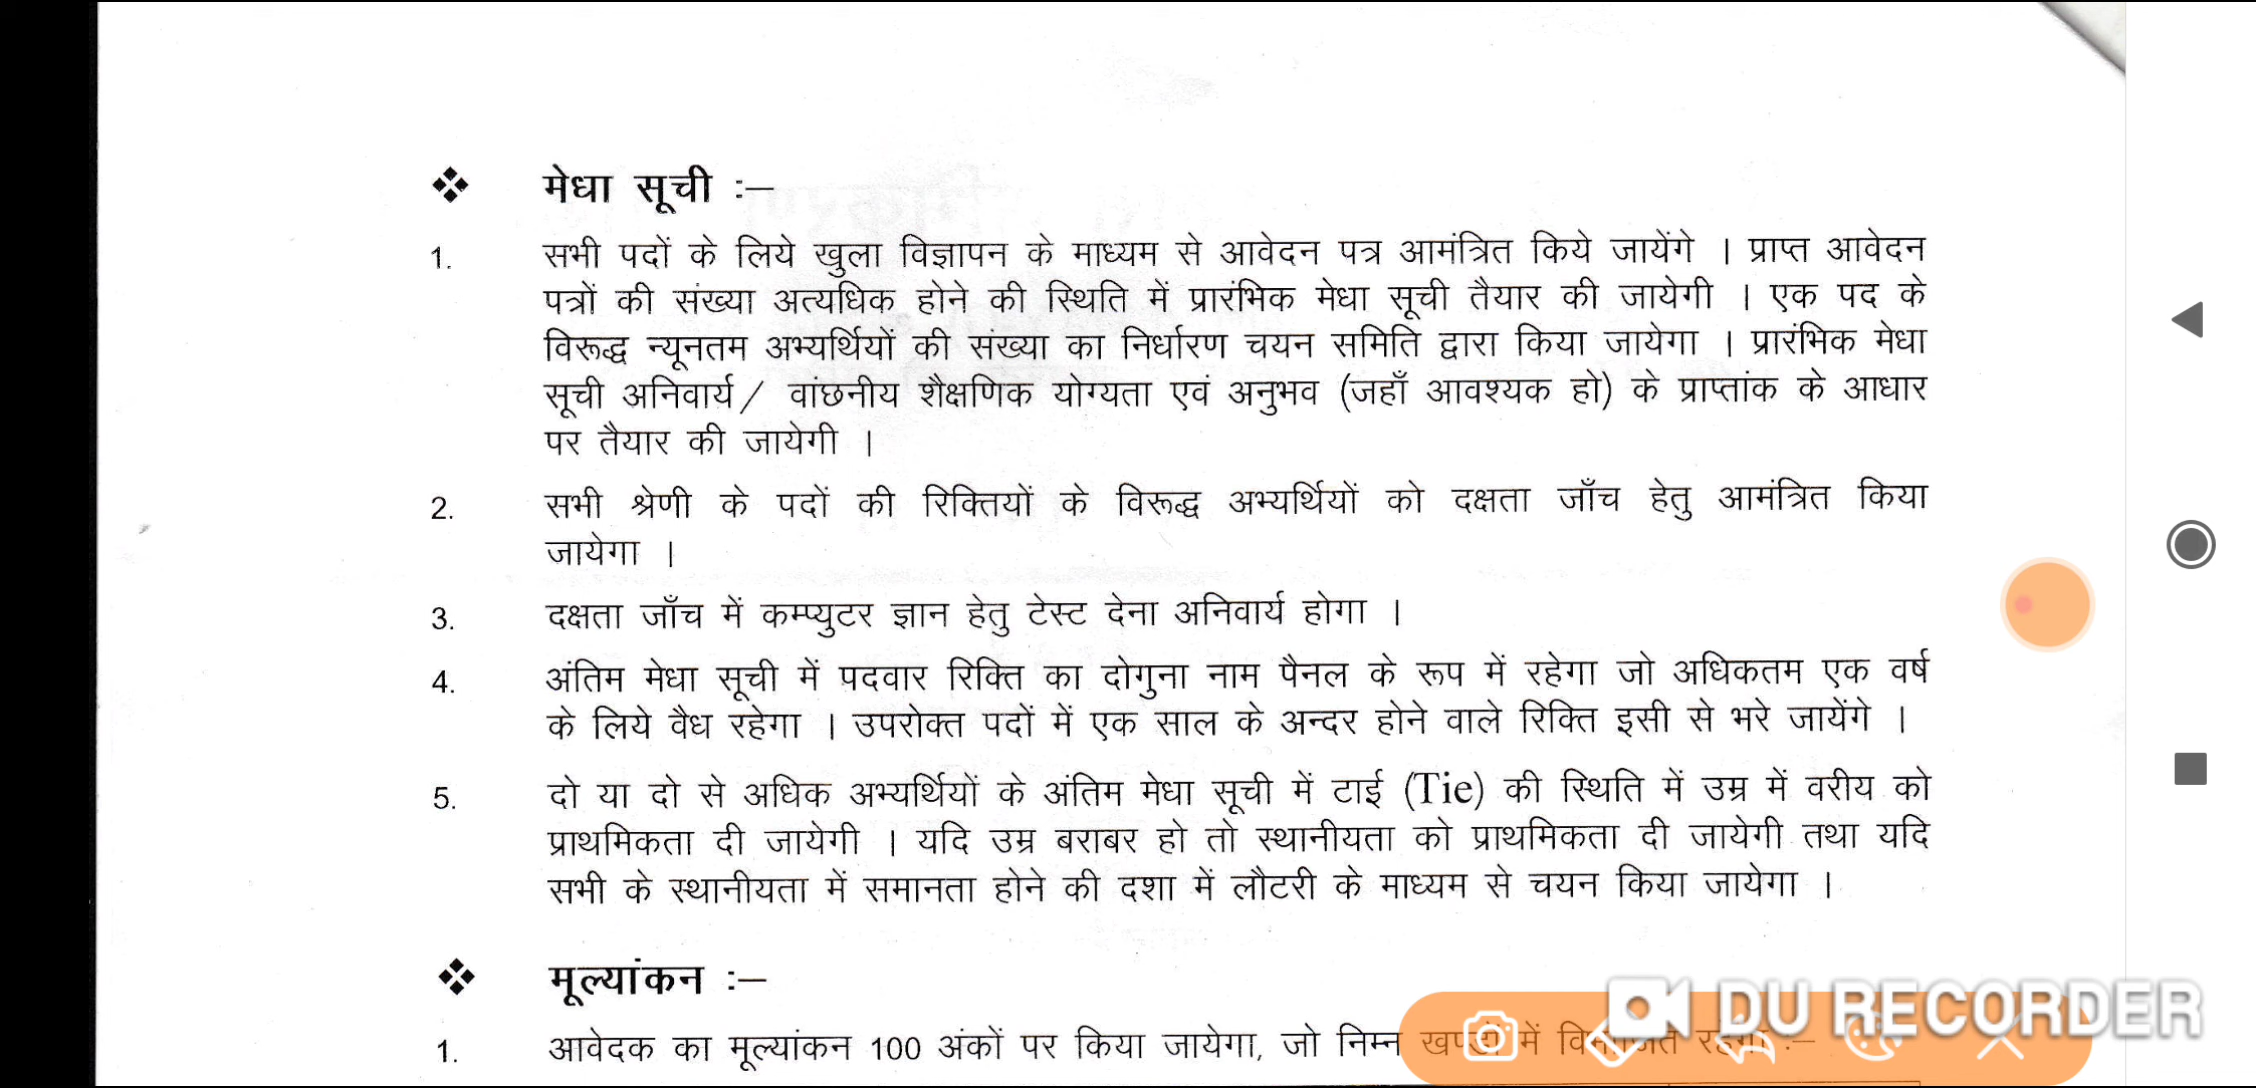 ❖ मेधा सूची :–
1. सभी पदों के लिये खुला विज्ञापन के माध्यम से आवेदन पत्र आमंत्रित किये जायेंगे । प्राप्त आवेदन
पत्रों की संख्या अत्यधिक होने की स्थिति में प्रारंभिक मेधा सूची तैयार की जायेगी । एक पद के
विरूद्ध न्यूनतम अभ्यर्थियों की संख्या का निर्धारण चयन समिति द्वारा किया जायेगा । प्रारंभिक मेधा
सूची अनिवार्य / वांछनीय शैक्षणिक योग्यता एवं अनुभव (जहाँ आवश्यक हो) के प्राप्तांक के आधार
पर तैयार की जायेगी ।
2. सभी श्रेणी के पदों की रिक्तियों के विरूद्ध अभ्यर्थियों को दक्षता जाँच हेतु आमंत्रित किया
जायेगा ।
3. दक्षता जाँच में कम्प्युटर ज्ञान हेतु टेस्ट देना अनिवार्य होगा ।
4. अंतिम मेधा सूची में पदवार रिक्ति का दोगुना नाम पैनल के रूप में रहेगा जो अधिकतम एक वर्ष
के लिये वैध रहेगा । उपरोक्त पदों में एक साल के अन्दर होने वाले रिक्ति इसी से भरे जायेंगे ।
5. दो या दो से अधिक अभ्यर्थियों के अंतिम मेधा सूची में टाई (Tie) की स्थिति में उम्र में वरीय को
प्राथमिकता दी जायेगी । यदि उम्र बराबर हो तो स्थानीयता को प्राथमिकता दी जायेगी तथा यदि
सभी के स्थानीयता में समानता होने की दशा में लौटरी के माध्यम से चयन किया जायेगा ।
❖ मूल्यांकन :–
1. आवेदक का मूल्यांकन 100 अंकों पर किया जायेगा, जो निम्न खण्डों में
DU RECORDER